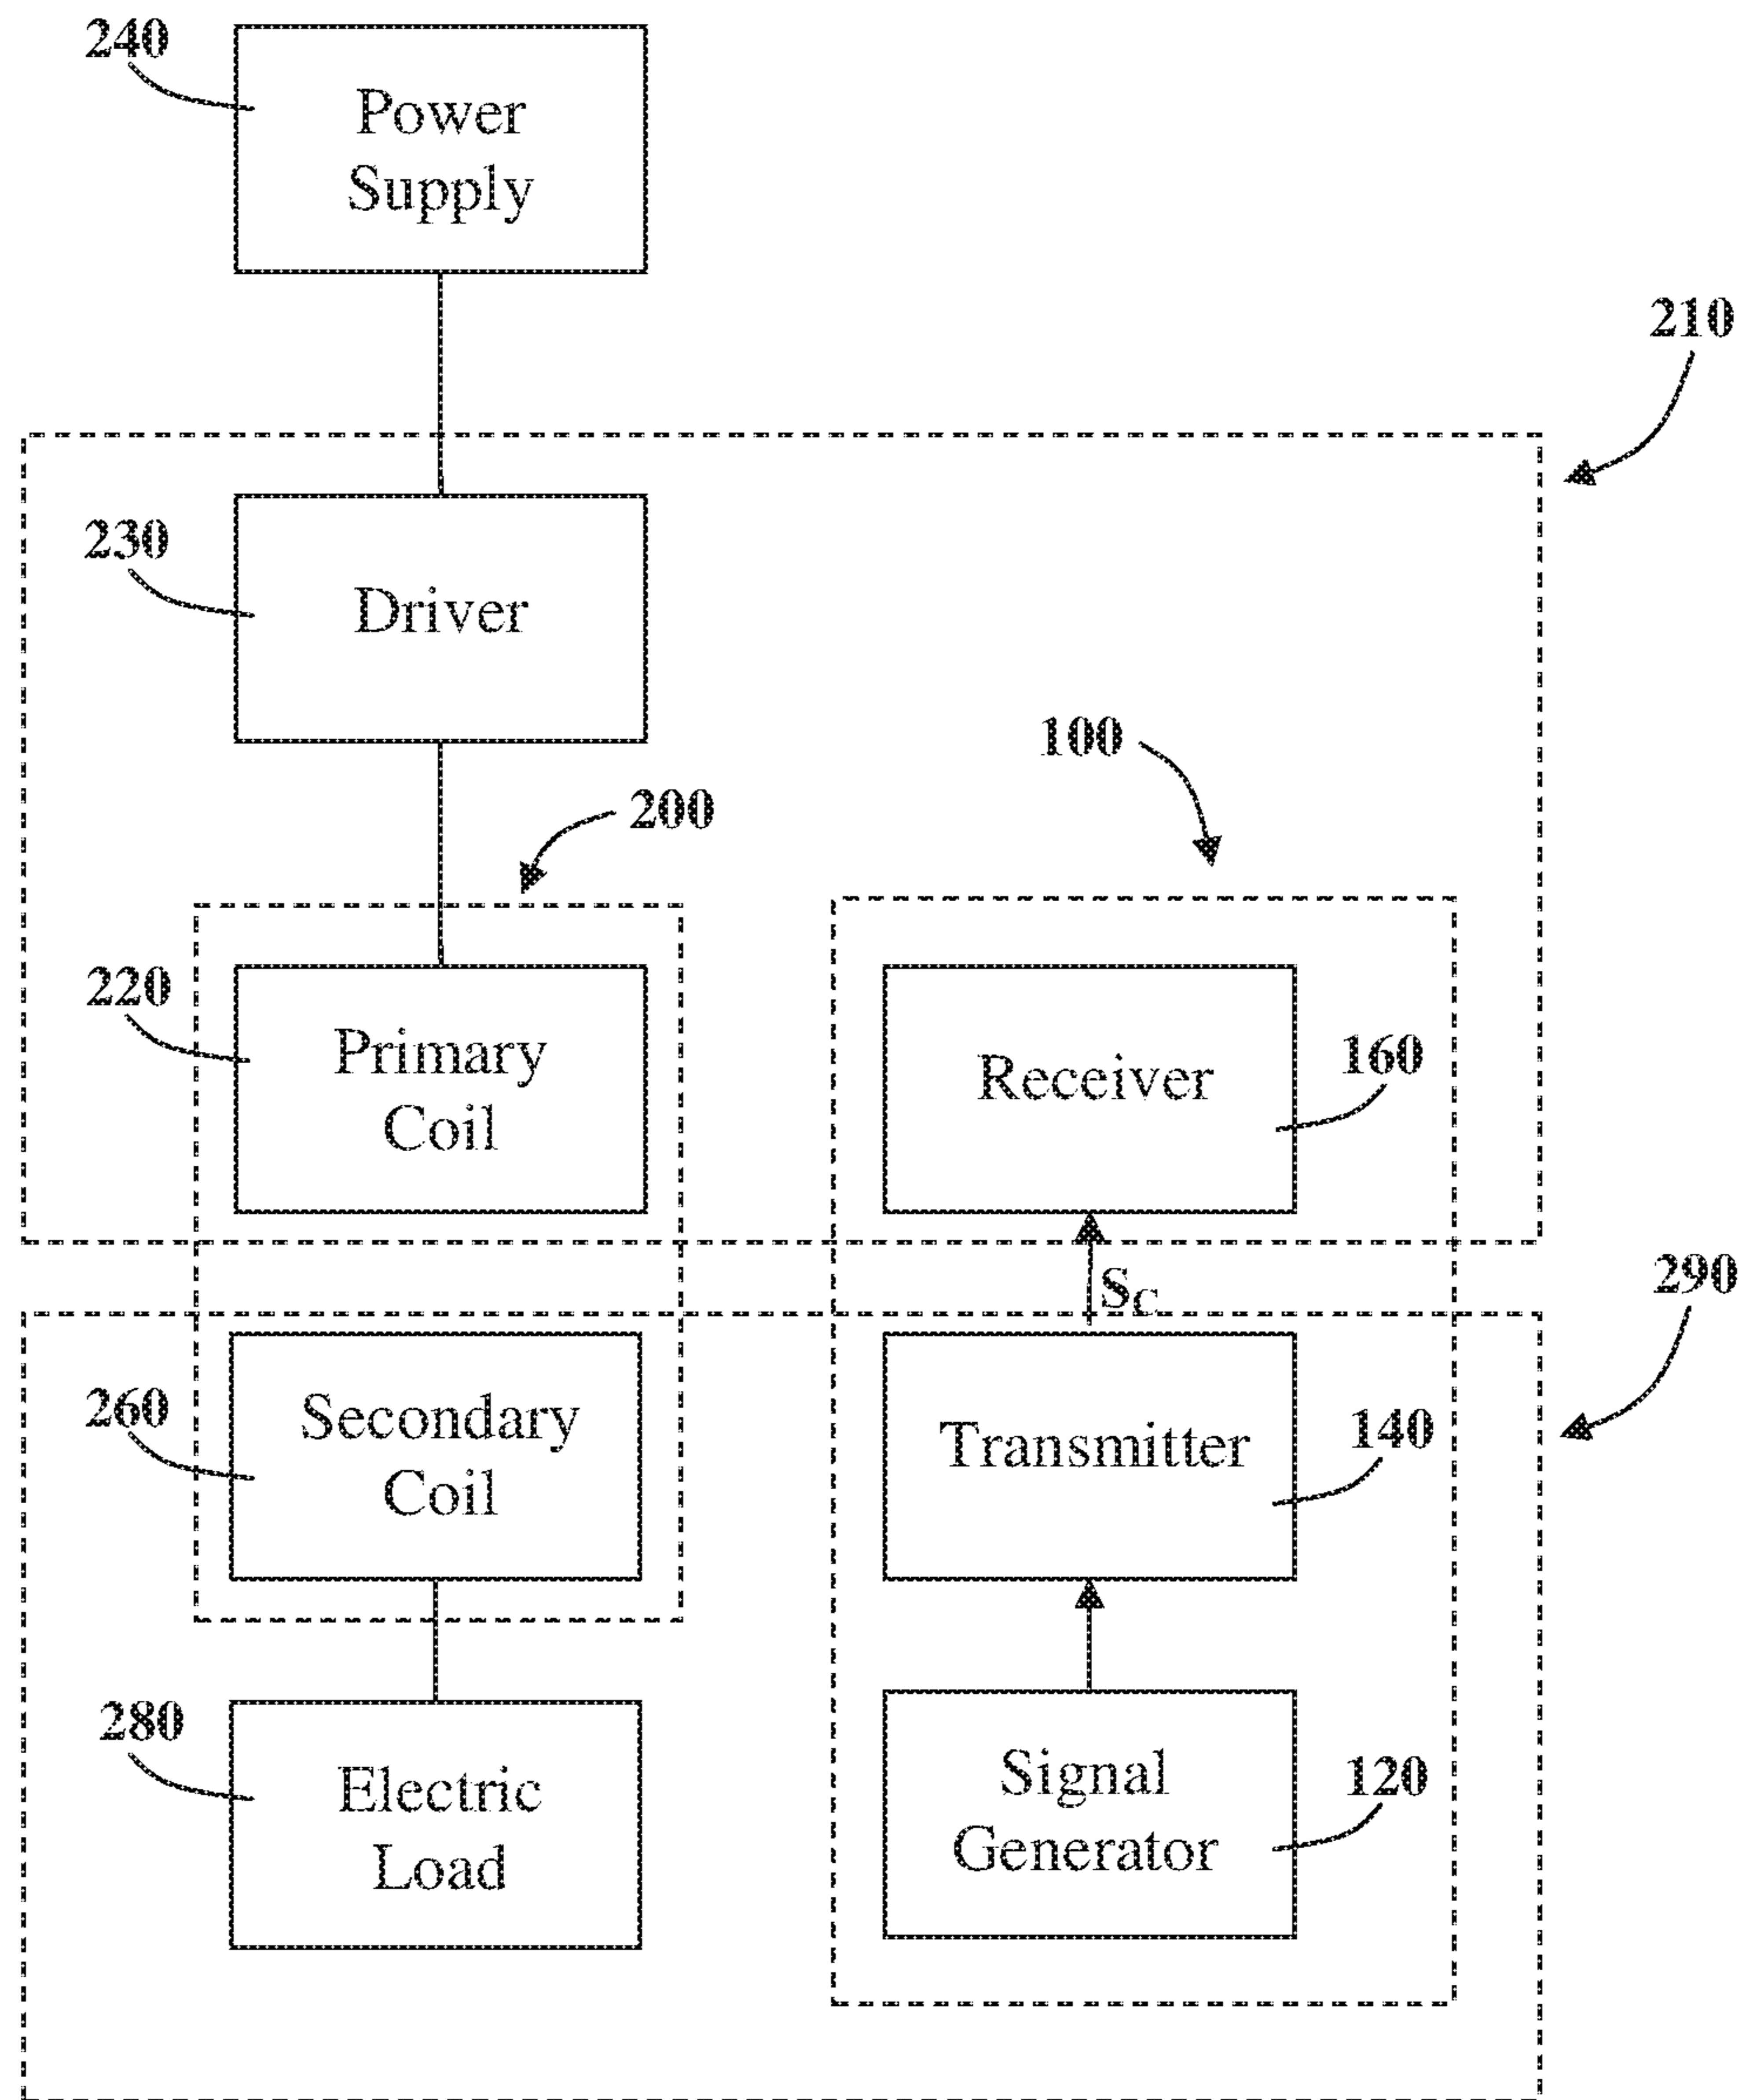 240
Power
Supply
210
230
Driver
100
200
220
Primary
Coil
Receiver
160
Sc
290
260
Secondary
Coil
Transmitter
140
280
Electric
Load
Signal
Generator
120